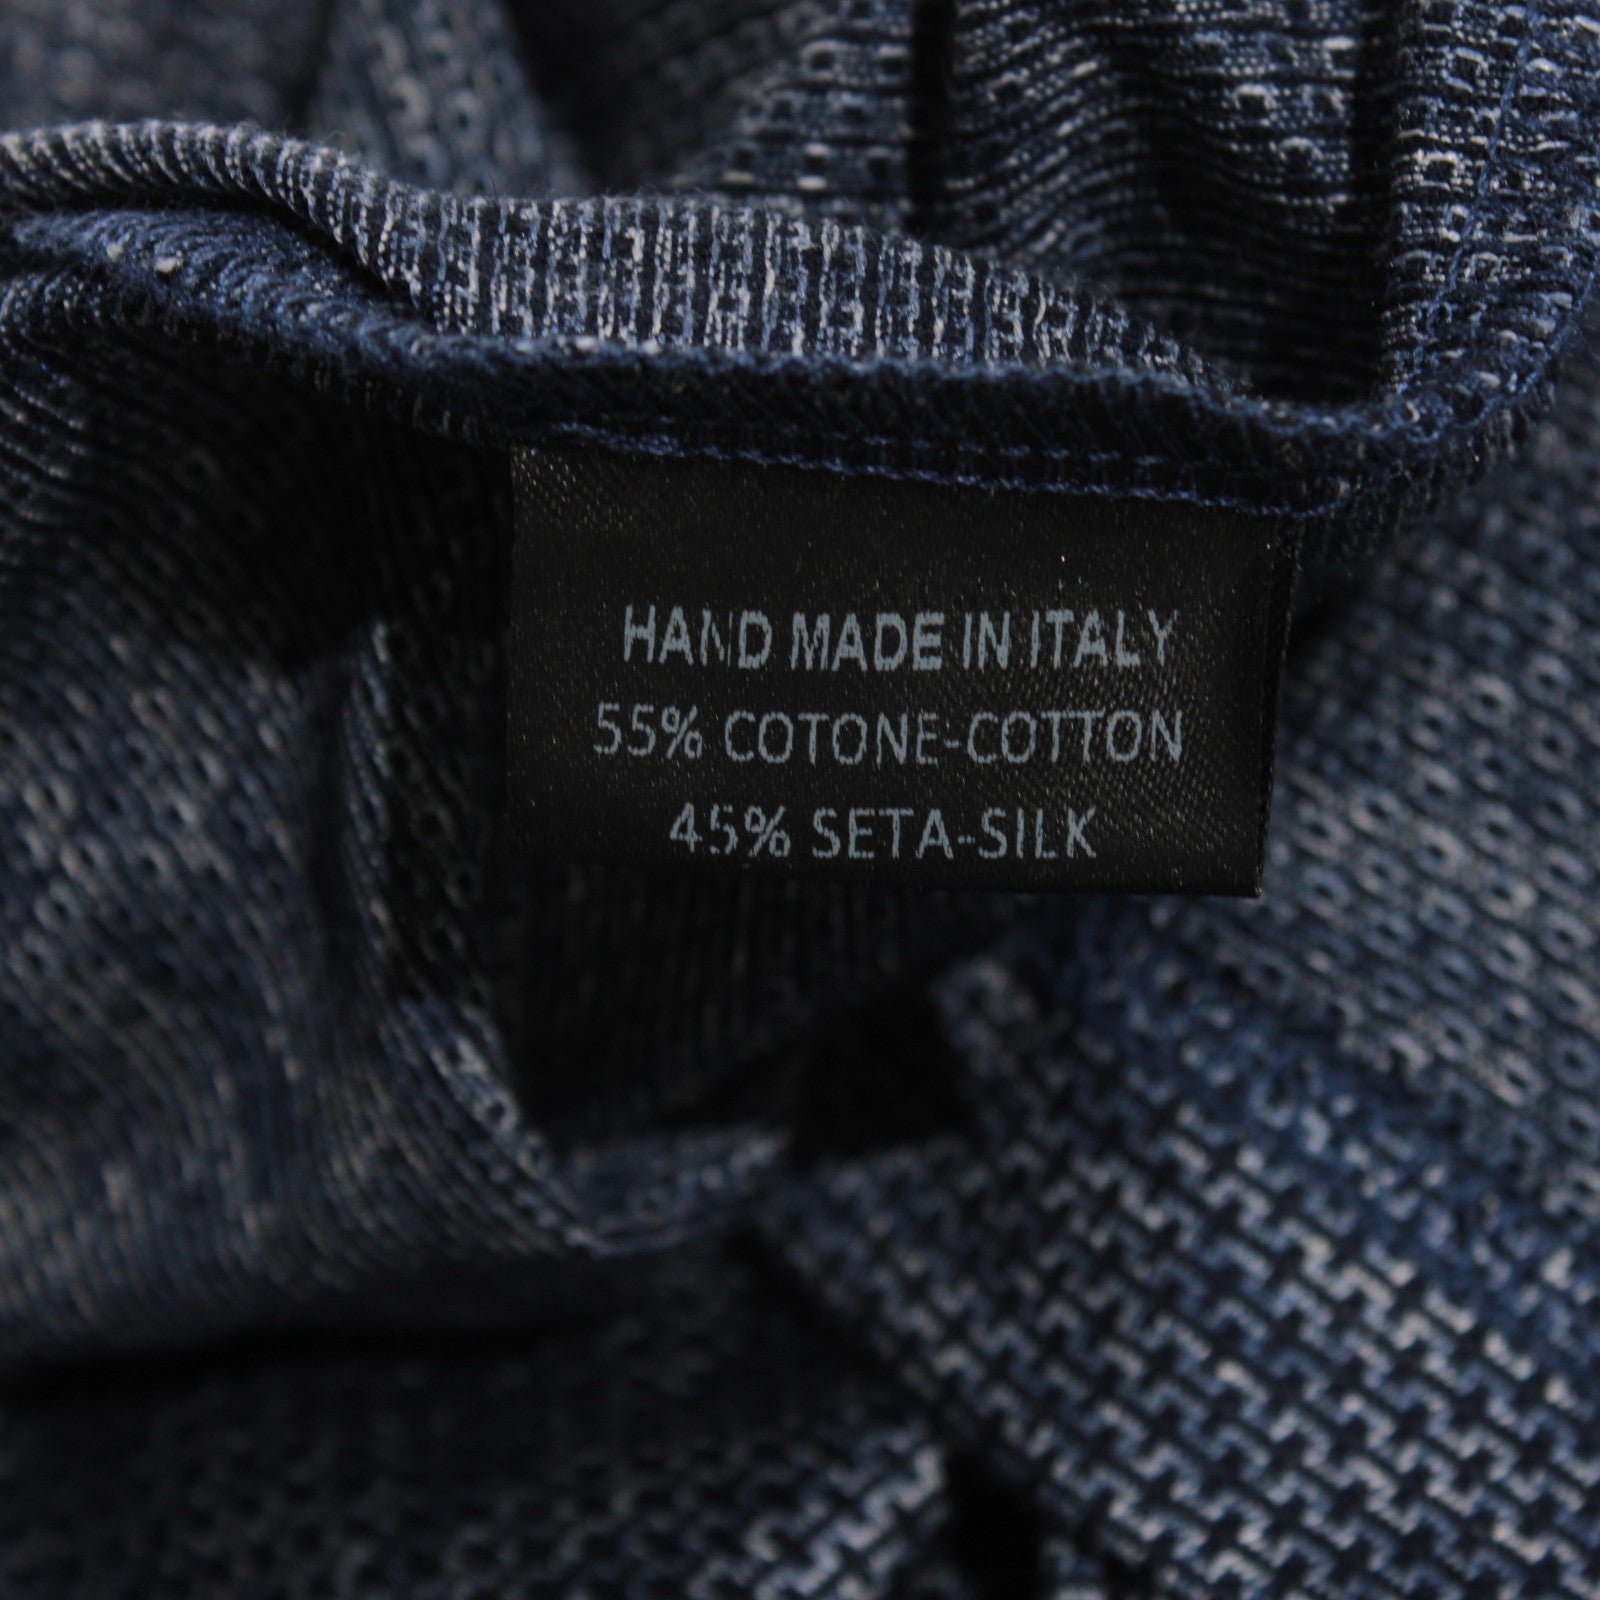 HAND MADE IN ITALY
55% COTONE-COTTON
45% SETA-SILK